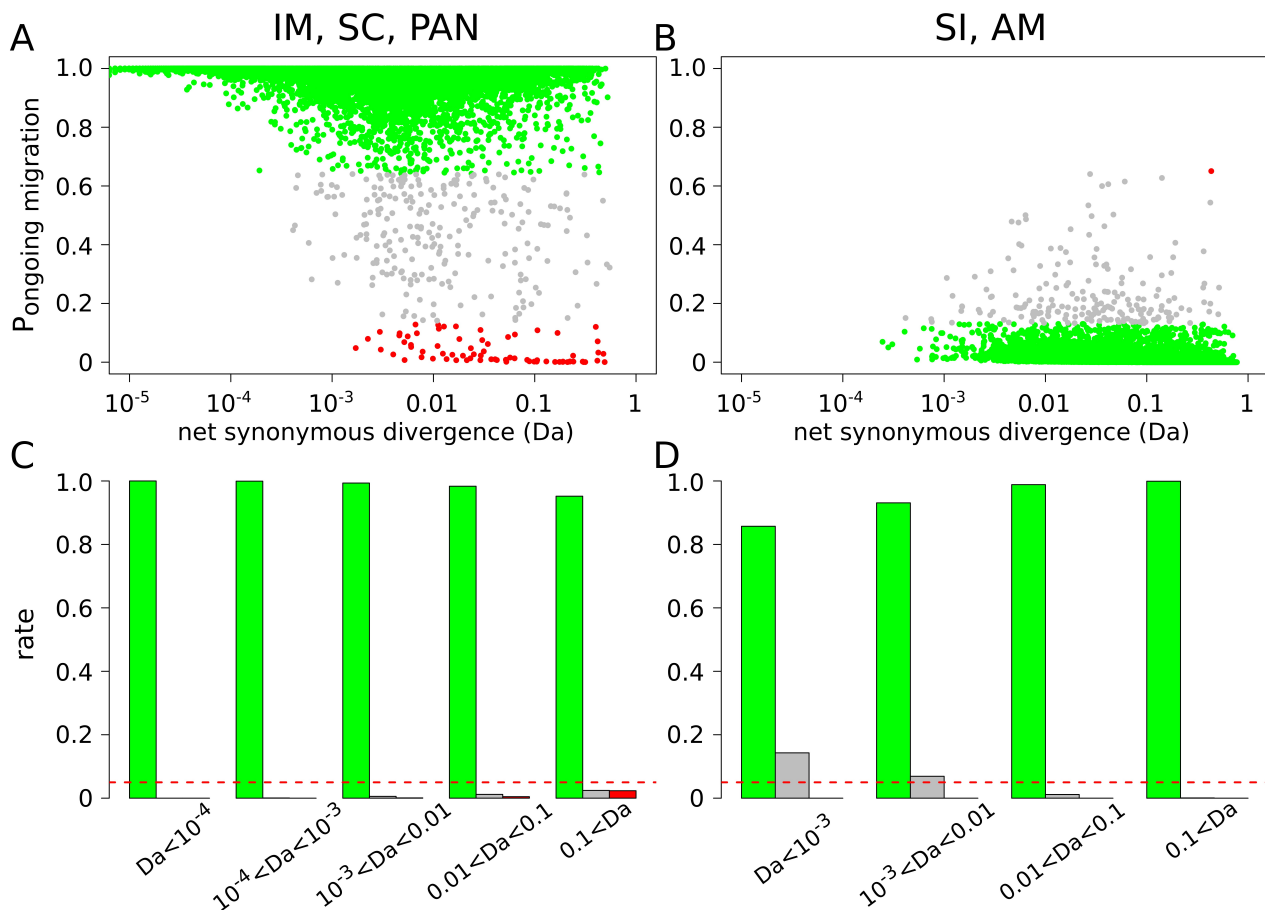 A
IM, SC, PAN
B
SI, AM
P ongoing migration
1.0
0.8
0.6
0.4
0.2
0
10-5
10-4
10-3
0.01
0.1
1
net synonymous divergence (Da)
1.0
0.8
0.6
0.4
0.2
0
10-5
10-4
10-3
0.01
0.1
1
net synonymous divergence (Da)
C
rate
1.0
0.8
0.6
0.4
0.2
0
Da<10-4
10-4<Da<10-3
10-3<Da<0.01
0.01<Da<0.1
0.1<Da
D
1.0
0.8
0.6
0.4
0.2
0
Da<10-3
10-3<Da<0.01
0.01<Da<0.1
0.1<Da